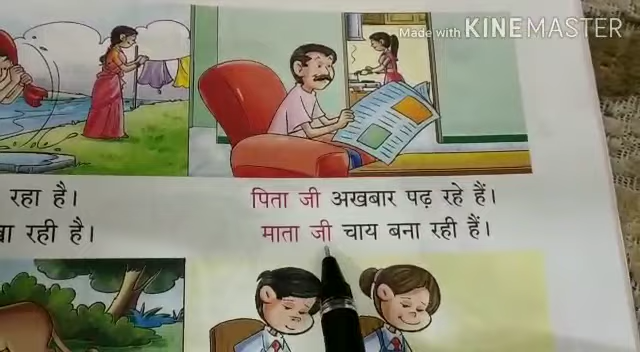 Made with KINEMASTER
रहा है।
रही है।
पिता जी अखबार पढ़ रहे हैं।
माता जी चाय बना रही हैं।